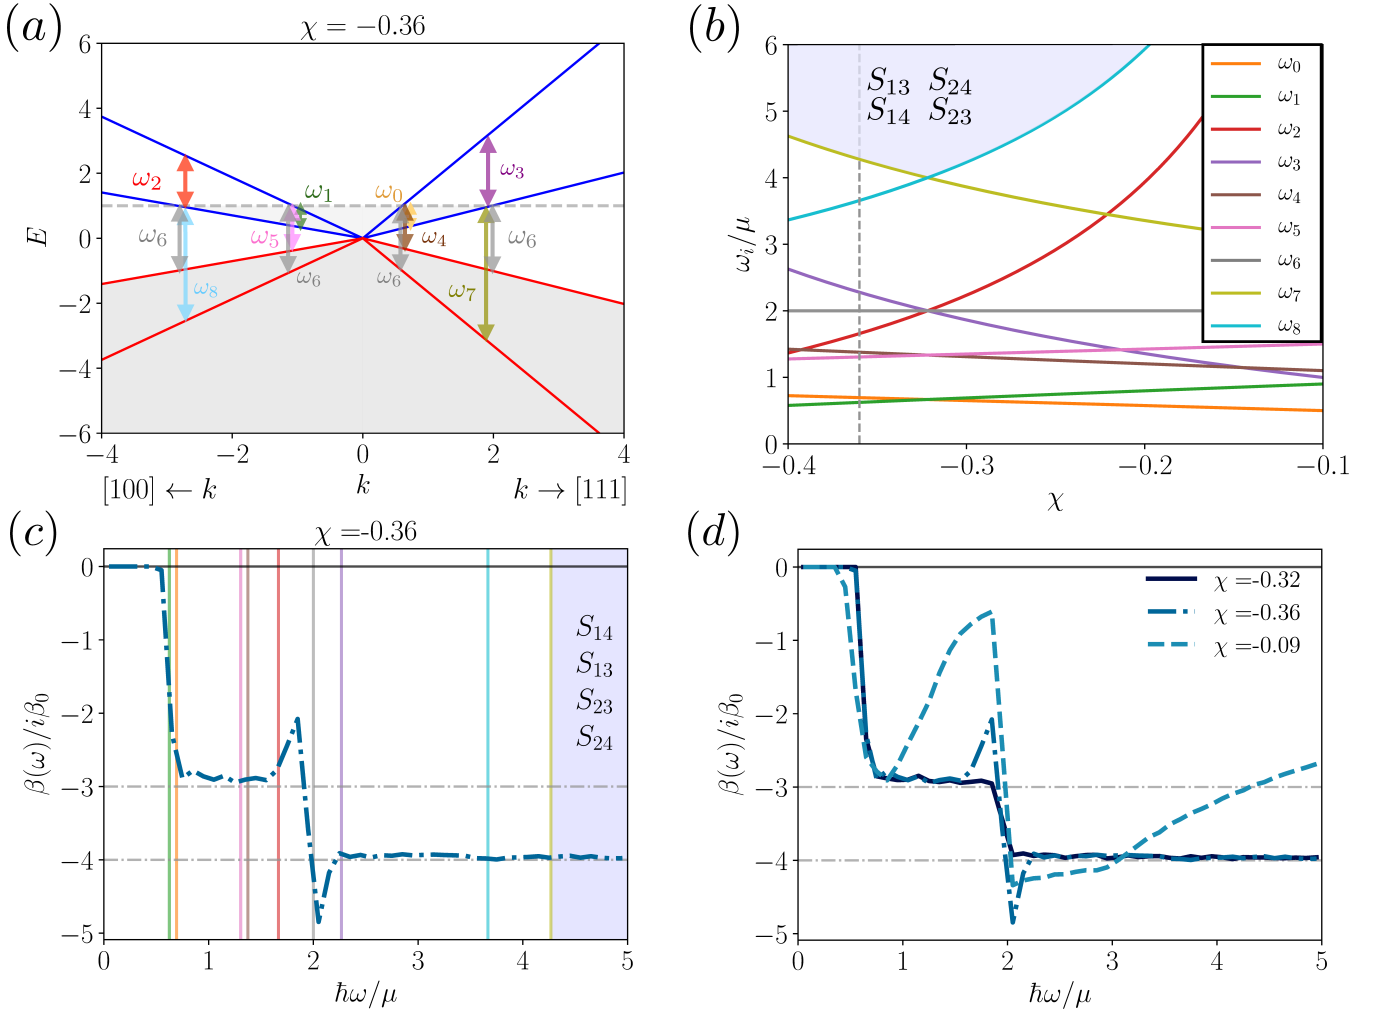 (a)
χ = −0.36
6
4
2
0
−2
−4
−6
E
ω₂
ω₁
ω₀
ω₃
ω₆
ω₅
ω₄
ω₆
ω₈
ω₆
ω₆
ω₇
−4
−2
0
2
4
[100] ← k
k
k → [111]
(b)
6
5
4
3
2
1
0
ωᵢ/μ
S₁₃ S₂₄
S₁₄ S₂₃
ω₀
ω₁
ω₂
ω₃
ω₄
ω₅
ω₆
ω₇
ω₈
−0.4
−0.3
−0.2
−0.1
χ
(c)
χ =-0.36
0
−1
−2
−3
−4
−5
β(ω)/iβ₀
S₁₄
S₁₃
S₂₃
S₂₄
0
1
2
3
4
5
ħω/μ
(d)
0
−1
−2
−3
−4
−5
β(ω)/iβ₀
χ =-0.32
χ =-0.36
χ =-0.09
0
1
2
3
4
5
ħω/μ